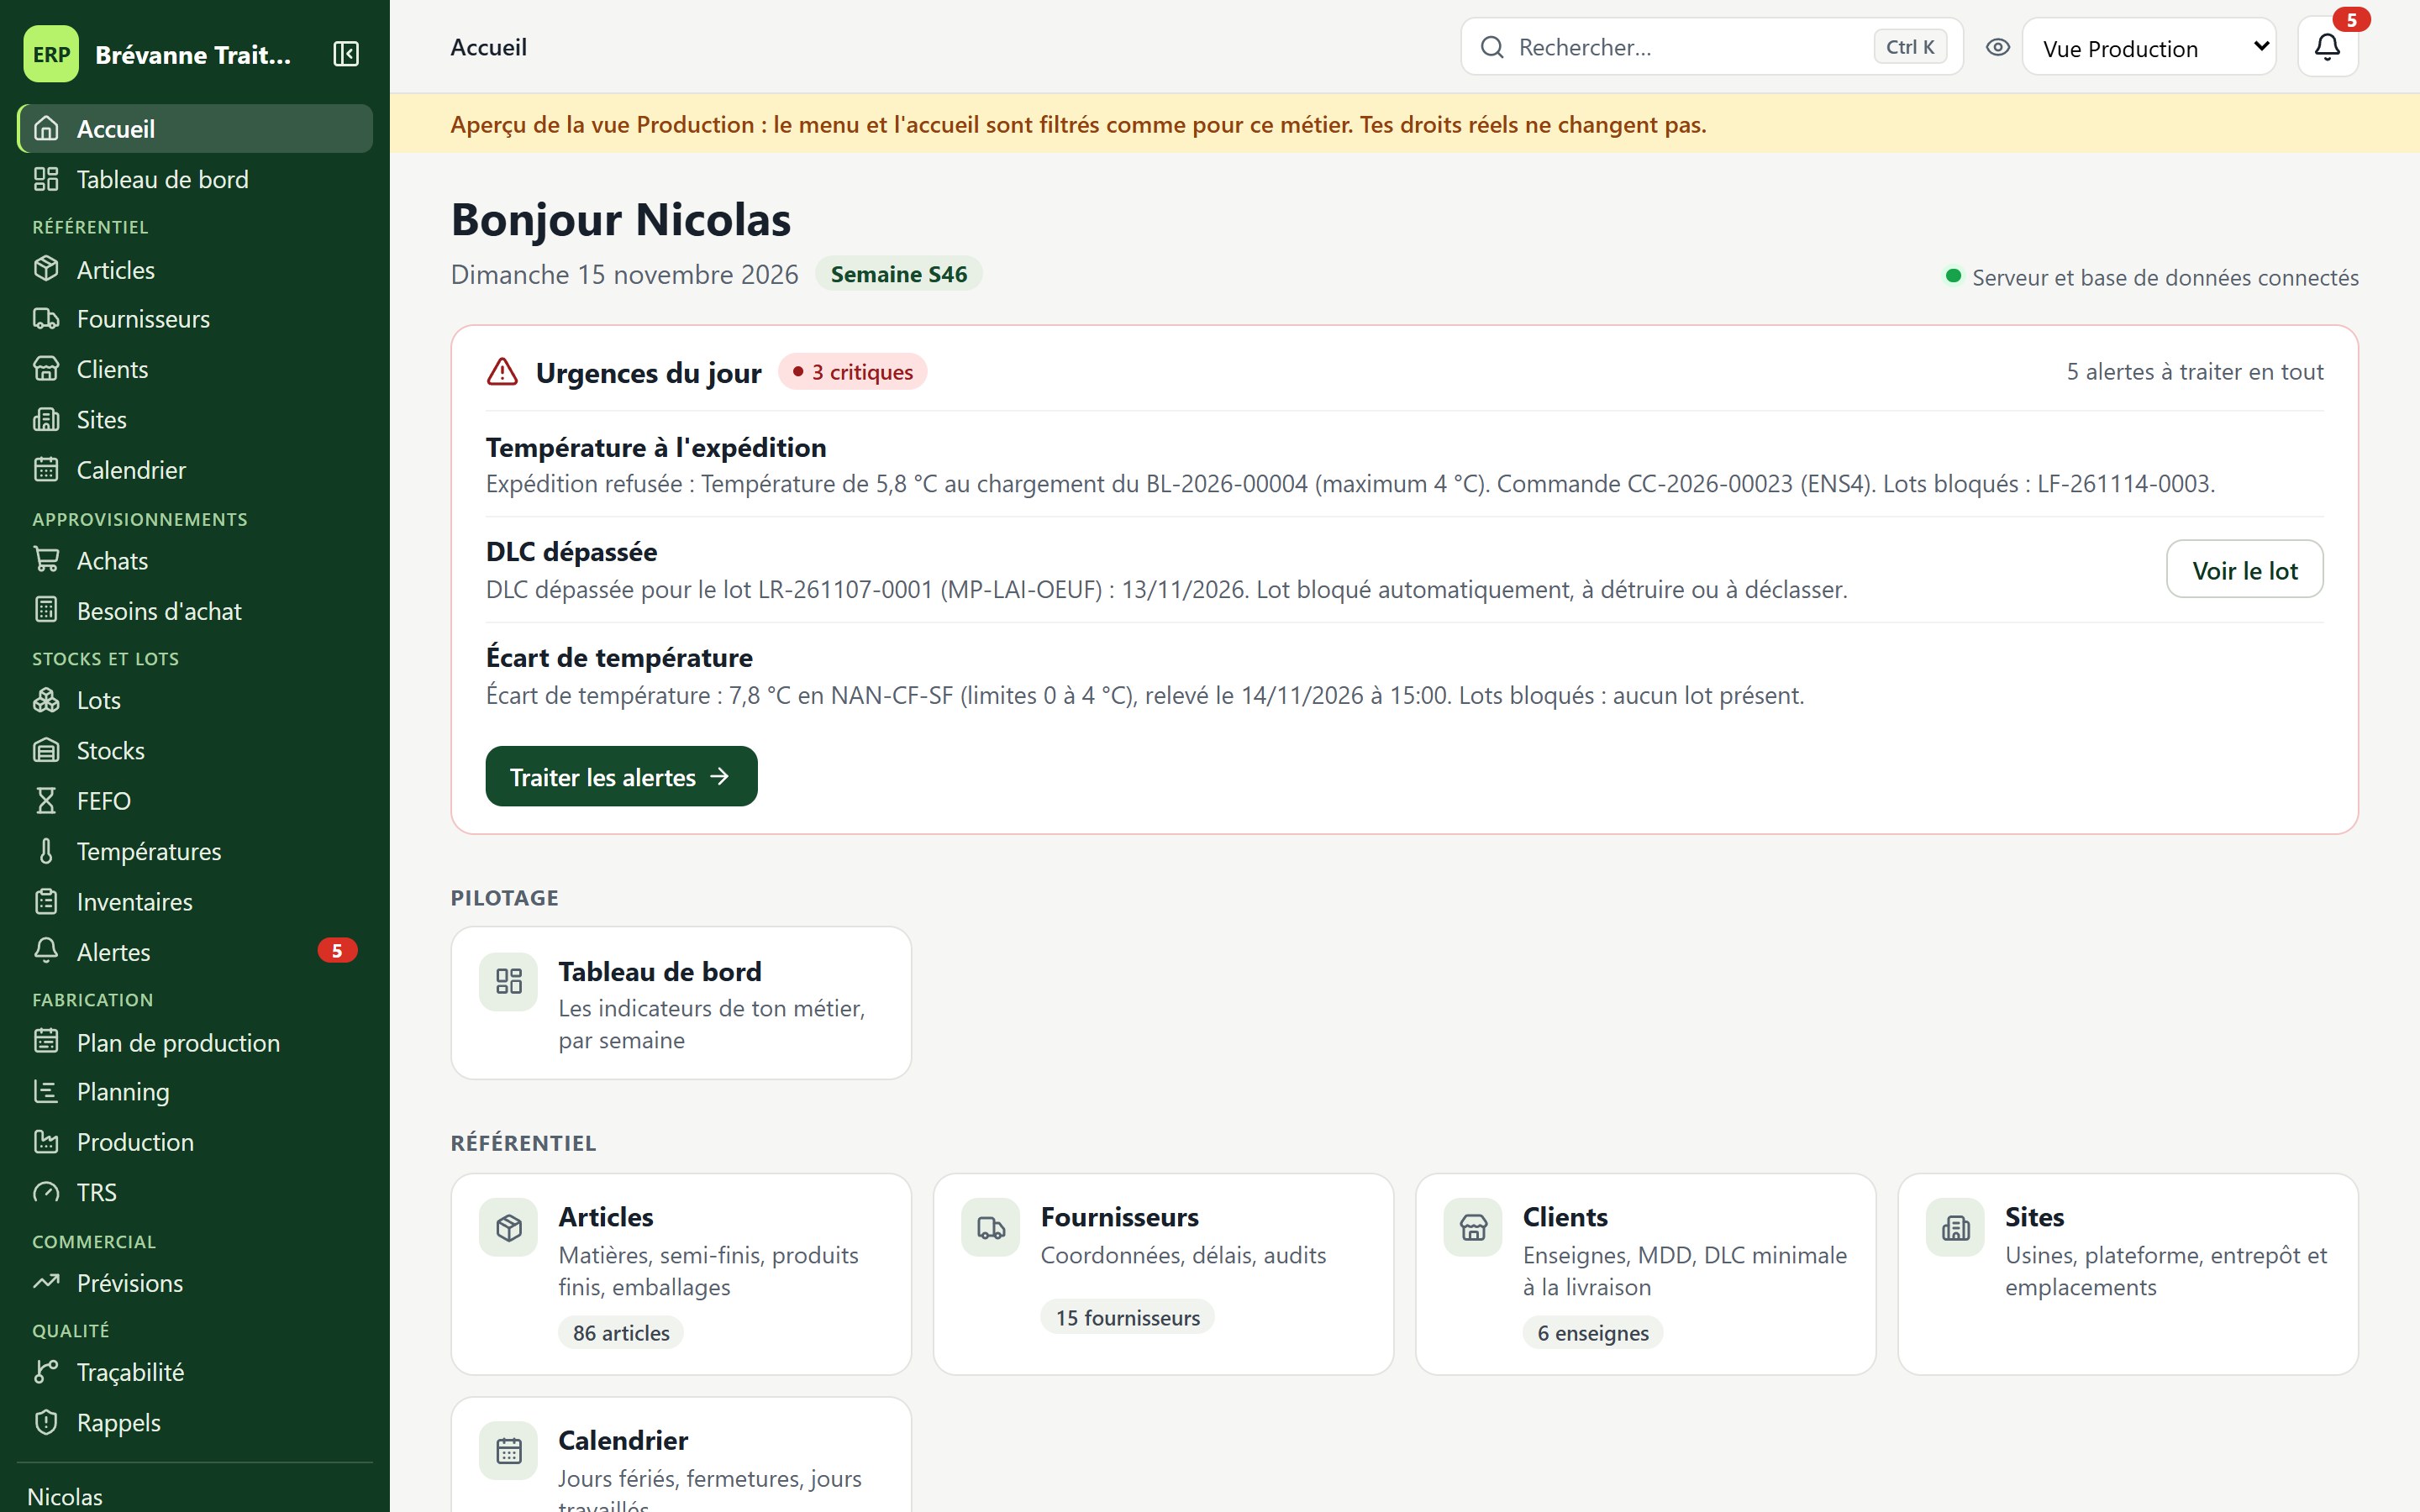 ERP
Brévanne Trait...
Accueil
Tableau de bord
RÉFÉRENTIEL
Articles
Fournisseurs
Clients
Sites
Calendrier
APPROVISIONNEMENTS
Achats
Besoins d'achat
STOCKS ET LOTS
Lots
Stocks
FEFO
Températures
Inventaires
Alertes
5
FABRICATION
Plan de production
Planning
Production
TRS
COMMERCIAL
Prévisions
QUALITÉ
Traçabilité
Rappels
Nicolas
Accueil
Rechercher...
Ctrl K
Vue Production
5
Aperçu de la vue Production : le menu et l'accueil sont filtrés comme pour ce métier. Tes droits réels ne changent pas.
Bonjour Nicolas
Dimanche 15 novembre 2026
Semaine S46
Serveur et base de données connectés
Urgences du jour
3 critiques
5 alertes à traiter en tout
Température à l'expédition
Expédition refusée : Température de 5,8 °C au chargement du BL-2026-00004 (maximum 4 °C). Commande CC-2026-00023 (ENS4). Lots bloqués : LF-261114-0003.
DLC dépassée
DLC dépassée pour le lot LR-261107-0001 (MP-LAI-OEUF) : 13/11/2026. Lot bloqué automatiquement, à détruire ou à déclasser.
Voir le lot
Écart de température
Écart de température : 7,8 °C en NAN-CF-SF (limites 0 à 4 °C), relevé le 14/11/2026 à 15:00. Lots bloqués : aucun lot présent.
Traiter les alertes →
PILOTAGE
Tableau de bord
Les indicateurs de ton métier,
par semaine
RÉFÉRENTIEL
Articles
Matières, semi-finis, produits
finis, emballages
86 articles
Fournisseurs
Coordonnées, délais, audits
15 fournisseurs
Clients
Enseignes, MDD, DLC minimale
à la livraison
6 enseignes
Sites
Usines, plateforme, entrepôt et
emplacements
Calendrier
Jours fériés, fermetures, jours
travaillés